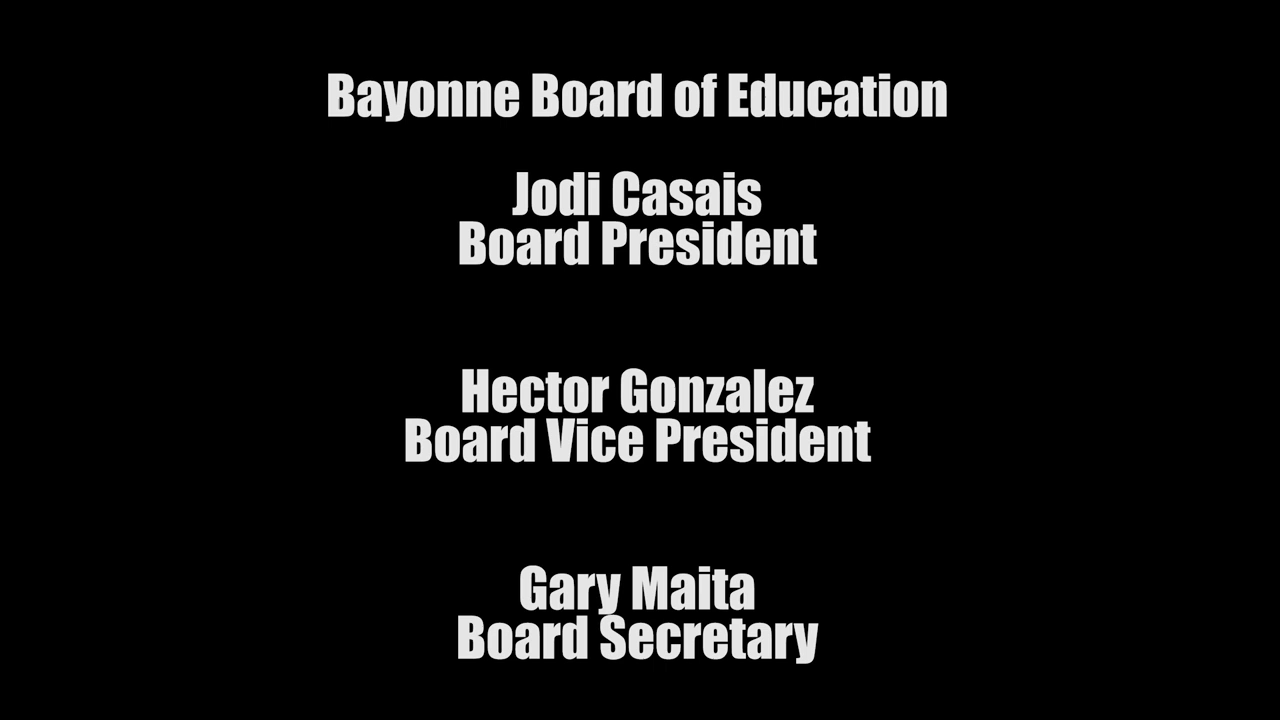 Bayonne Board of Education
Jodi Casais
Board President
Hector Gonzalez
Board Vice President
Gary Maita
Board Secretary